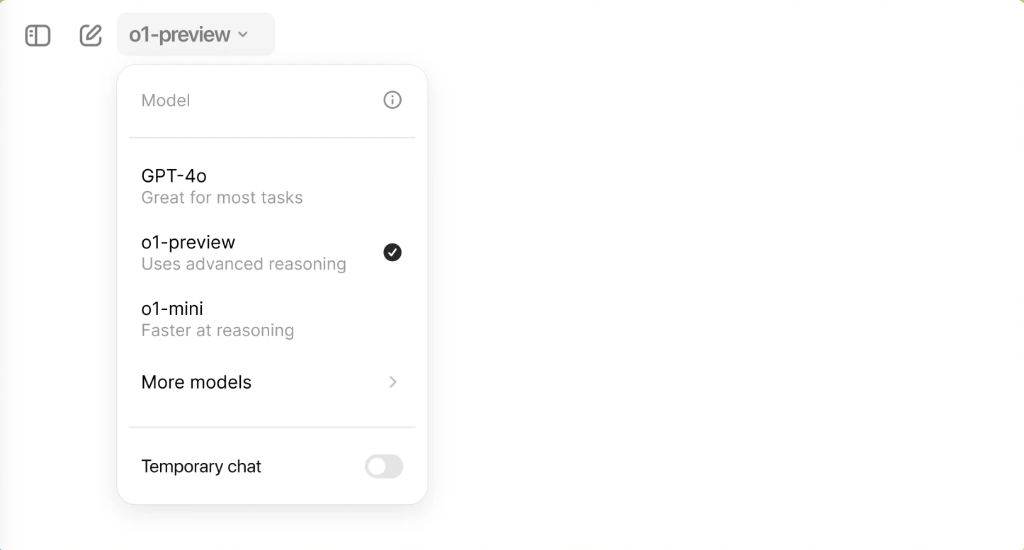 o1-preview
Model
GPT-4o
Great for most tasks
o1-preview
Uses advanced reasoning
o1-mini
Faster at reasoning
More models
Temporary chat